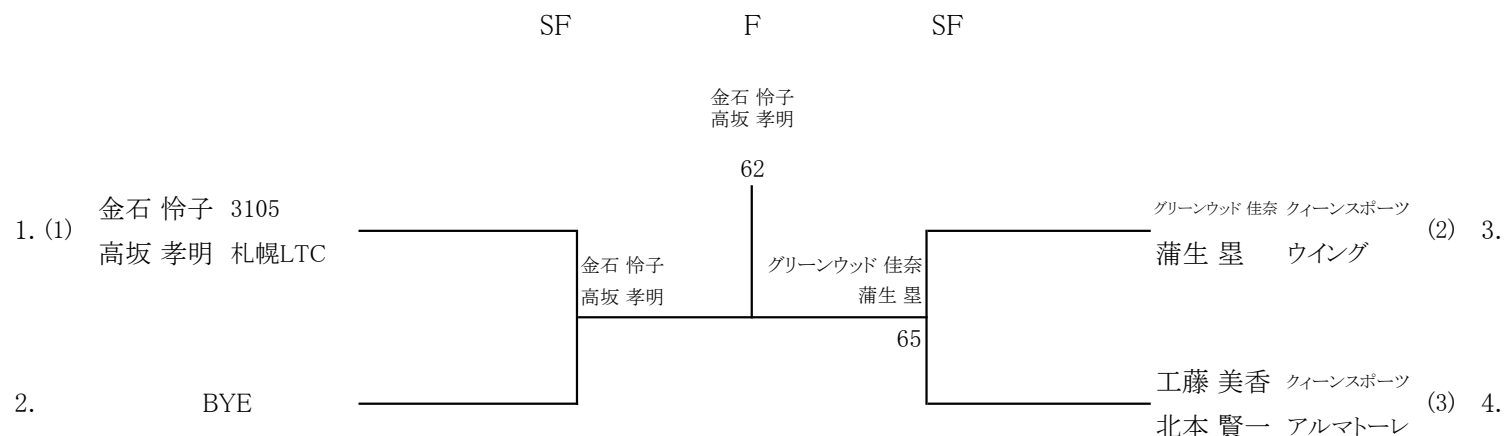 SF F SF
金石 怜子
高坂 孝明
62
1. (1) 金石 怜子 3105
高坂 孝明 札幌LTC
金石 怜子
高坂 孝明
2. BYE
グリーンウッド 佳奈
蒲生 塁
65
グリーンウッド 佳奈 クィーンスポーツ (2) 3.
蒲生 塁 ウイング
工藤 美香 クィーンスポーツ (3) 4.
北本 賢一 アルマトーレ